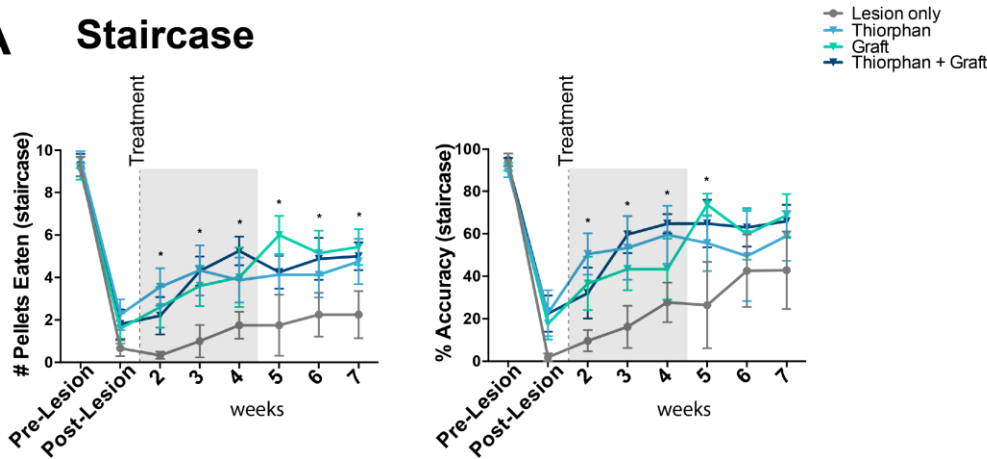 A Staircase
Lesion only
Thiorphan
Graft
Thiorphan + Graft
# Pellets Eaten (staircase)
10
8
6
4
2
0
Treatment
*
*
*
*
*
*
Pre-Lesion
Post-Lesion
2
3
4
5
6
7
weeks
% Accuracy (staircase)
100
80
60
40
20
0
Treatment
*
*
*
*
Pre-Lesion
Post-Lesion
2
3
4
5
6
7
weeks